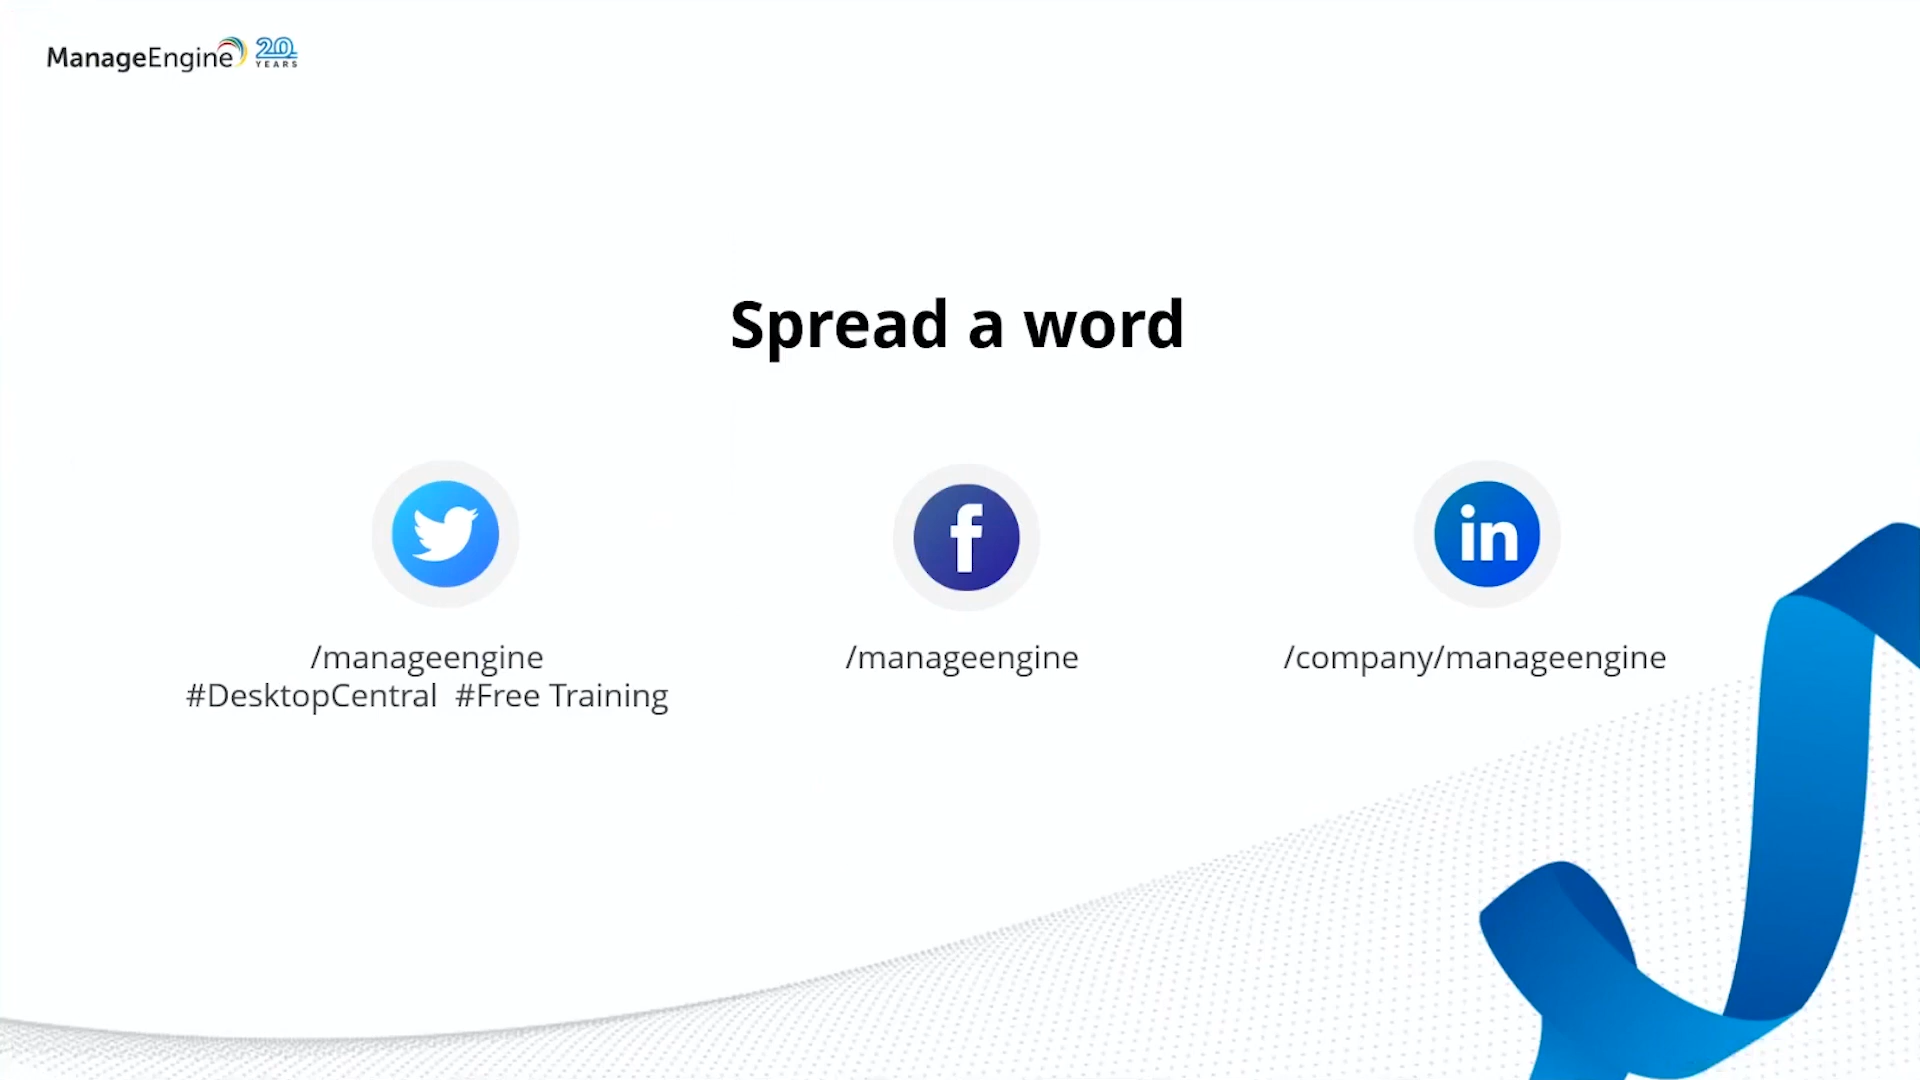 ManageEngine 20 YEARS
Spread a word
/manageengine
#DesktopCentral #Free Training
/manageengine
/company/manageengine